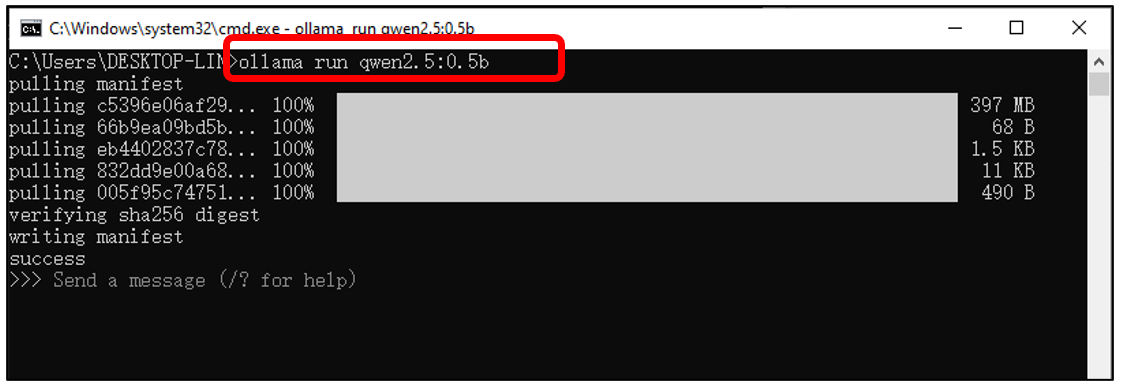 C:\Windows\system32\cmd.exe - ollama run qwen2.5:0.5b
C:\Users\DESKTOP-LIN>ollama run qwen2.5:0.5b
pulling manifest
pulling c5396e06af29... 100% 397 MB
pulling 66b9ea09bd5b... 100% 68 B
pulling eb4402837c78... 100% 1.5 KB
pulling 832dd9e00a68... 100% 11 KB
pulling 005f95c74751... 100% 490 B
verifying sha256 digest
writing manifest
success
>>> Send a message (/? for help)